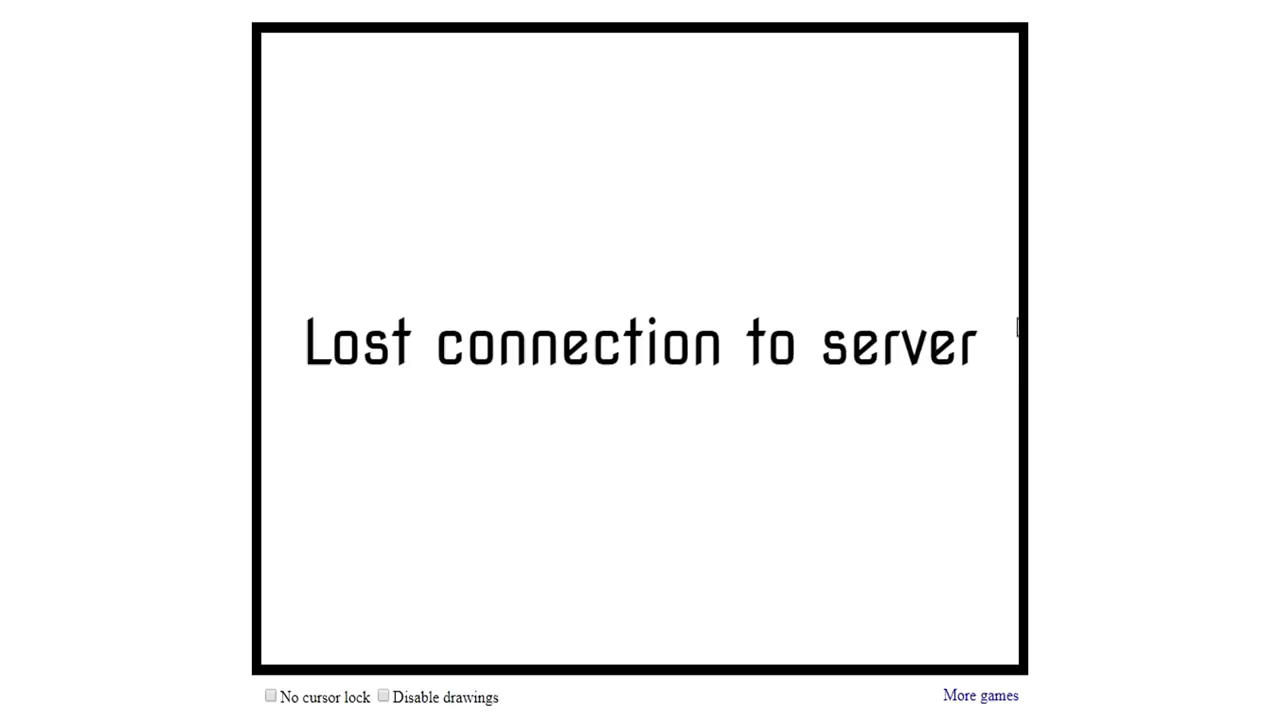 Lost connection to server
No cursor lock Disable drawings
More games